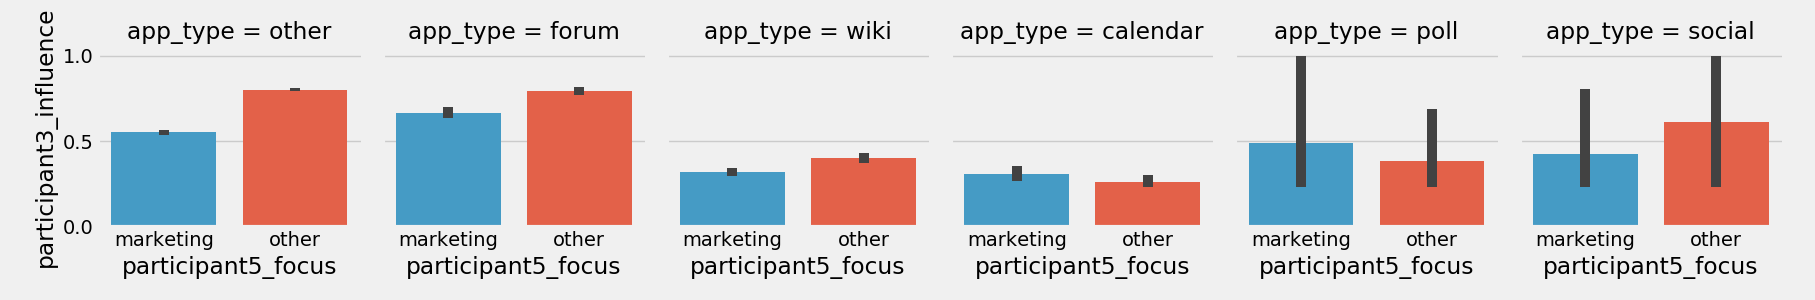 app_type = other
app_type = forum
app_type = wiki
app_type = calendar
app_type = poll
app_type = social
participant3_influence
1.0
0.5
0.0
marketing other
marketing other
marketing other
marketing other
marketing other
marketing other
participant5_focus
participant5_focus
participant5_focus
participant5_focus
participant5_focus
participant5_focus